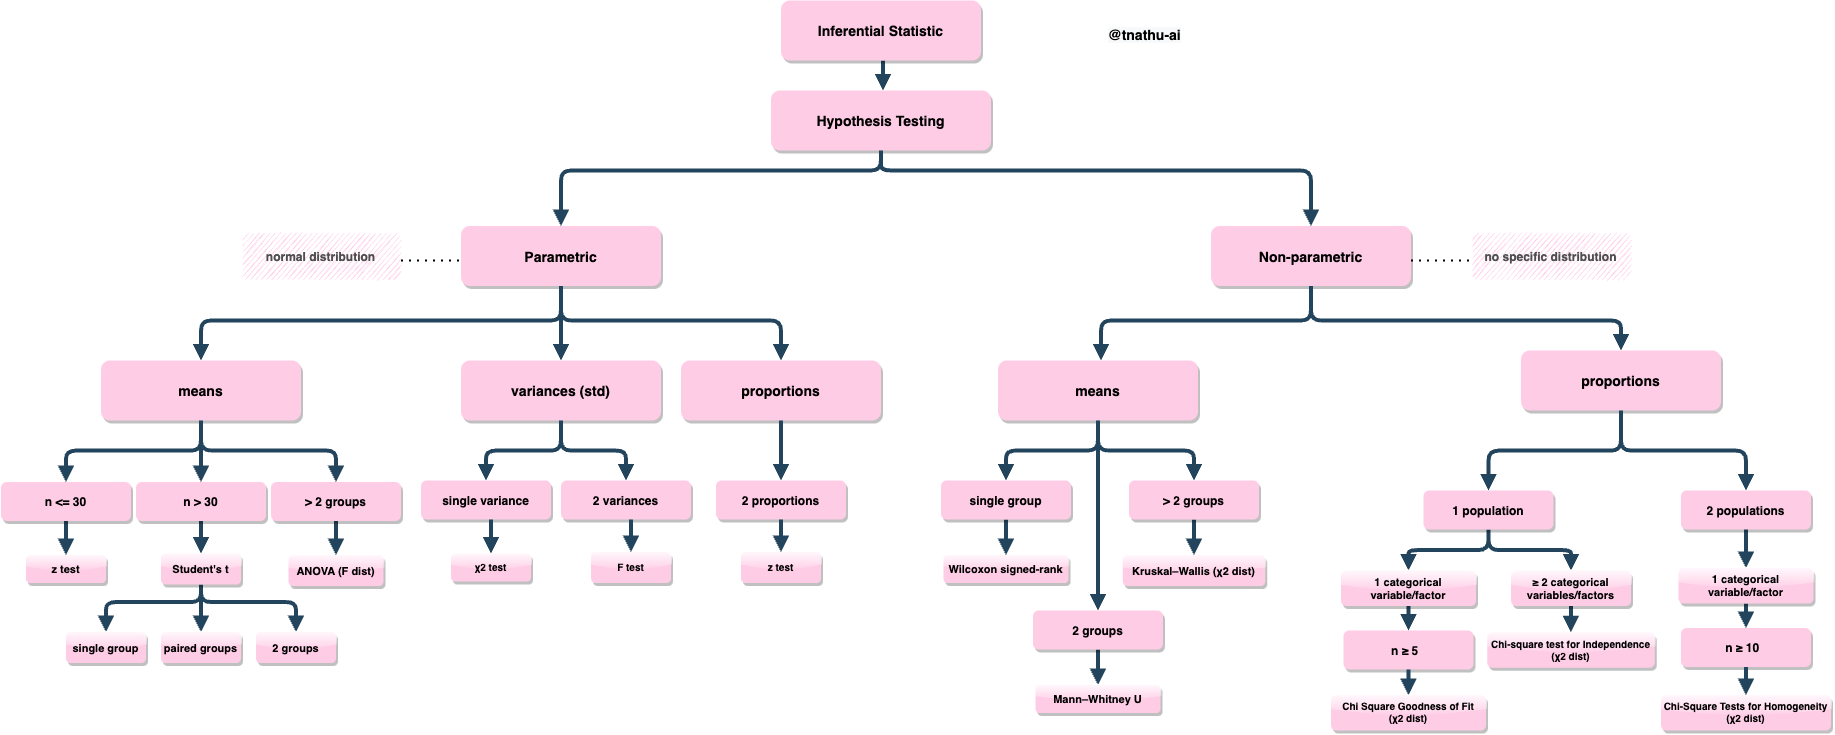 Inferential Statistic
@tnathu-ai
Hypothesis Testing
normal distribution
Parametric
Non-parametric
no specific distribution
means
variances (std)
proportions
means
proportions
n <= 30
n > 30
> 2 groups
single variance
2 variances
2 proportions
single group
> 2 groups
1 population
2 populations
z test
Student's t
ANOVA (F dist)
χ2 test
F test
z test
Wilcoxon signed-rank
Kruskal–Wallis (χ2 dist)
1 categorical
variable/factor
≥ 2 categorical
variables/factors
1 categorical
variable/factor
single group
paired groups
2 groups
2 groups
n ≥ 5
Chi-square test for Independence
(χ2 dist)
n ≥ 10
Mann–Whitney U
Chi Square Goodness of Fit
(χ2 dist)
Chi-Square Tests for Homogeneity
(χ2 dist)